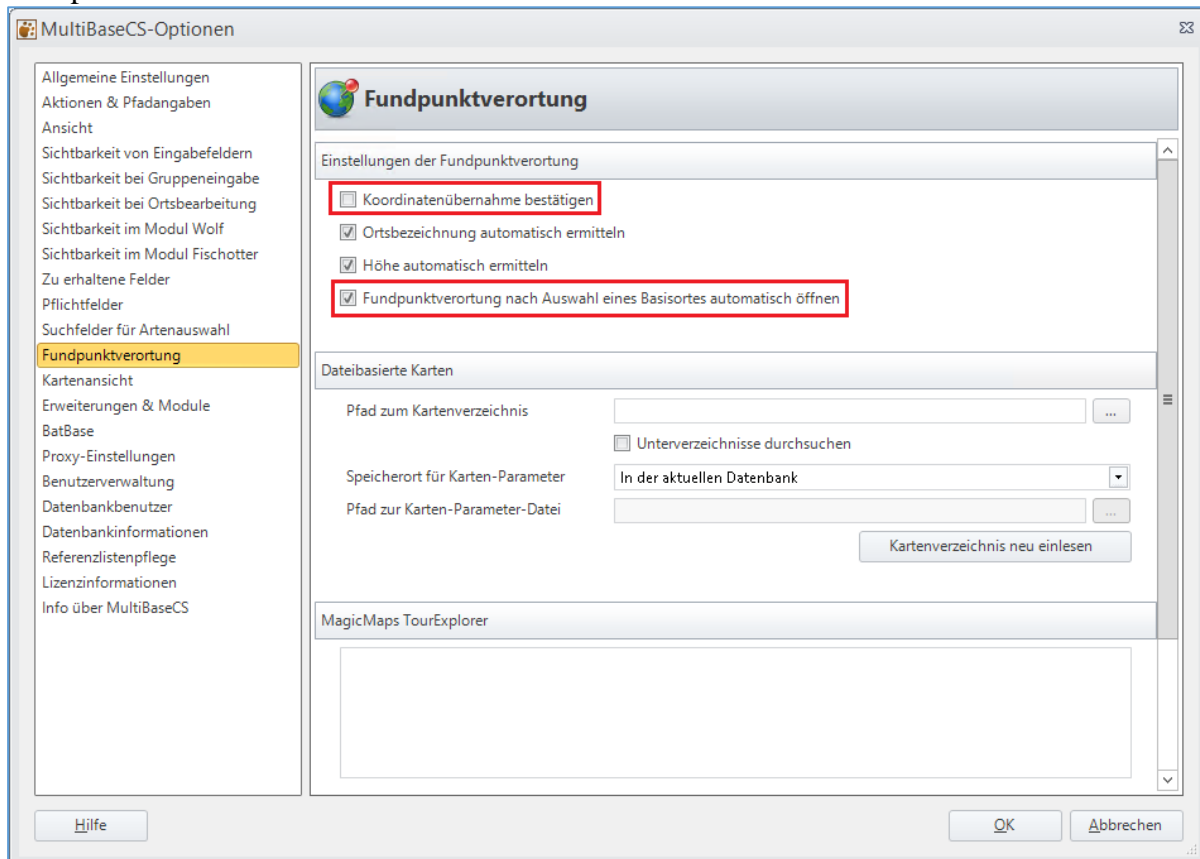 MultiBaseCS-Optionen
Allgemeine Einstellungen
Aktionen & Pfadangaben
Ansicht
Sichtbarkeit von Eingabefeldern
Sichtbarkeit bei Gruppeneingabe
Sichtbarkeit bei Ortsbearbeitung
Sichtbarkeit im Modul Wolf
Sichtbarkeit im Modul Fischotter
Zu erhaltene Felder
Pflichtfelder
Suchfelder für Artenauswahl
Fundpunktverortung
Kartenansicht
Erweiterungen & Module
BatBase
Proxy-Einstellungen
Benutzerverwaltung
Datenbankbenutzer
Datenbankinformationen
Referenzlistenpflege
Lizenzinformationen
Info über MultiBaseCS
Fundpunktverortung
Einstellungen der Fundpunktverortung
Koordinatenübernahme bestätigen
Ortsbezeichnung automatisch ermitteln
Höhe automatisch ermitteln
Fundpunktverortung nach Auswahl eines Basisortes automatisch öffnen
Dateibasierte Karten
Pfad zum Kartenverzeichnis
...
Unterverzeichnisse durchsuchen
Speicherort für Karten-Parameter
In der aktuellen Datenbank
Pfad zur Karten-Parameter-Datei
...
Kartenverzeichnis neu einlesen
MagicMaps TourExplorer
Hilfe
OK
Abbrechen